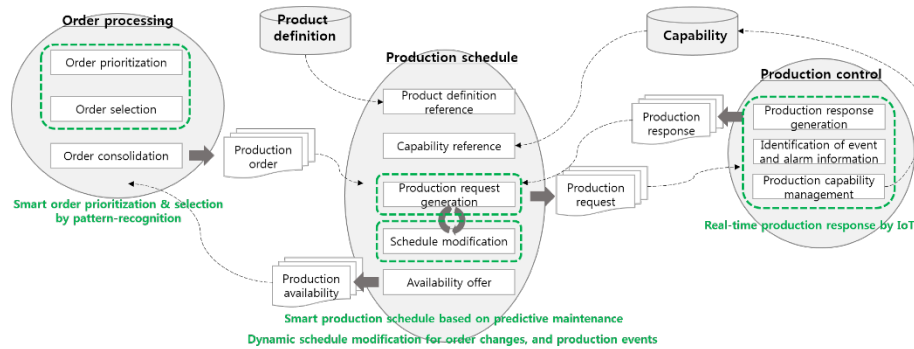 Order processing
Order prioritization
Order selection
Order consolidation
Smart order prioritization & selection
by pattern-recognition
Production
order
Product
definition
Production schedule
Product definition
reference
Capability reference
Production request
generation
Schedule modification
Availability offer
Production
availability
Smart production schedule based on predictive maintenance
Dynamic schedule modification for order changes, and production events
Capability
Production
response
Production
request
Production control
Production response
generation
Identification of event
and alarm information
Production capability
management
Real-time production response by IoT